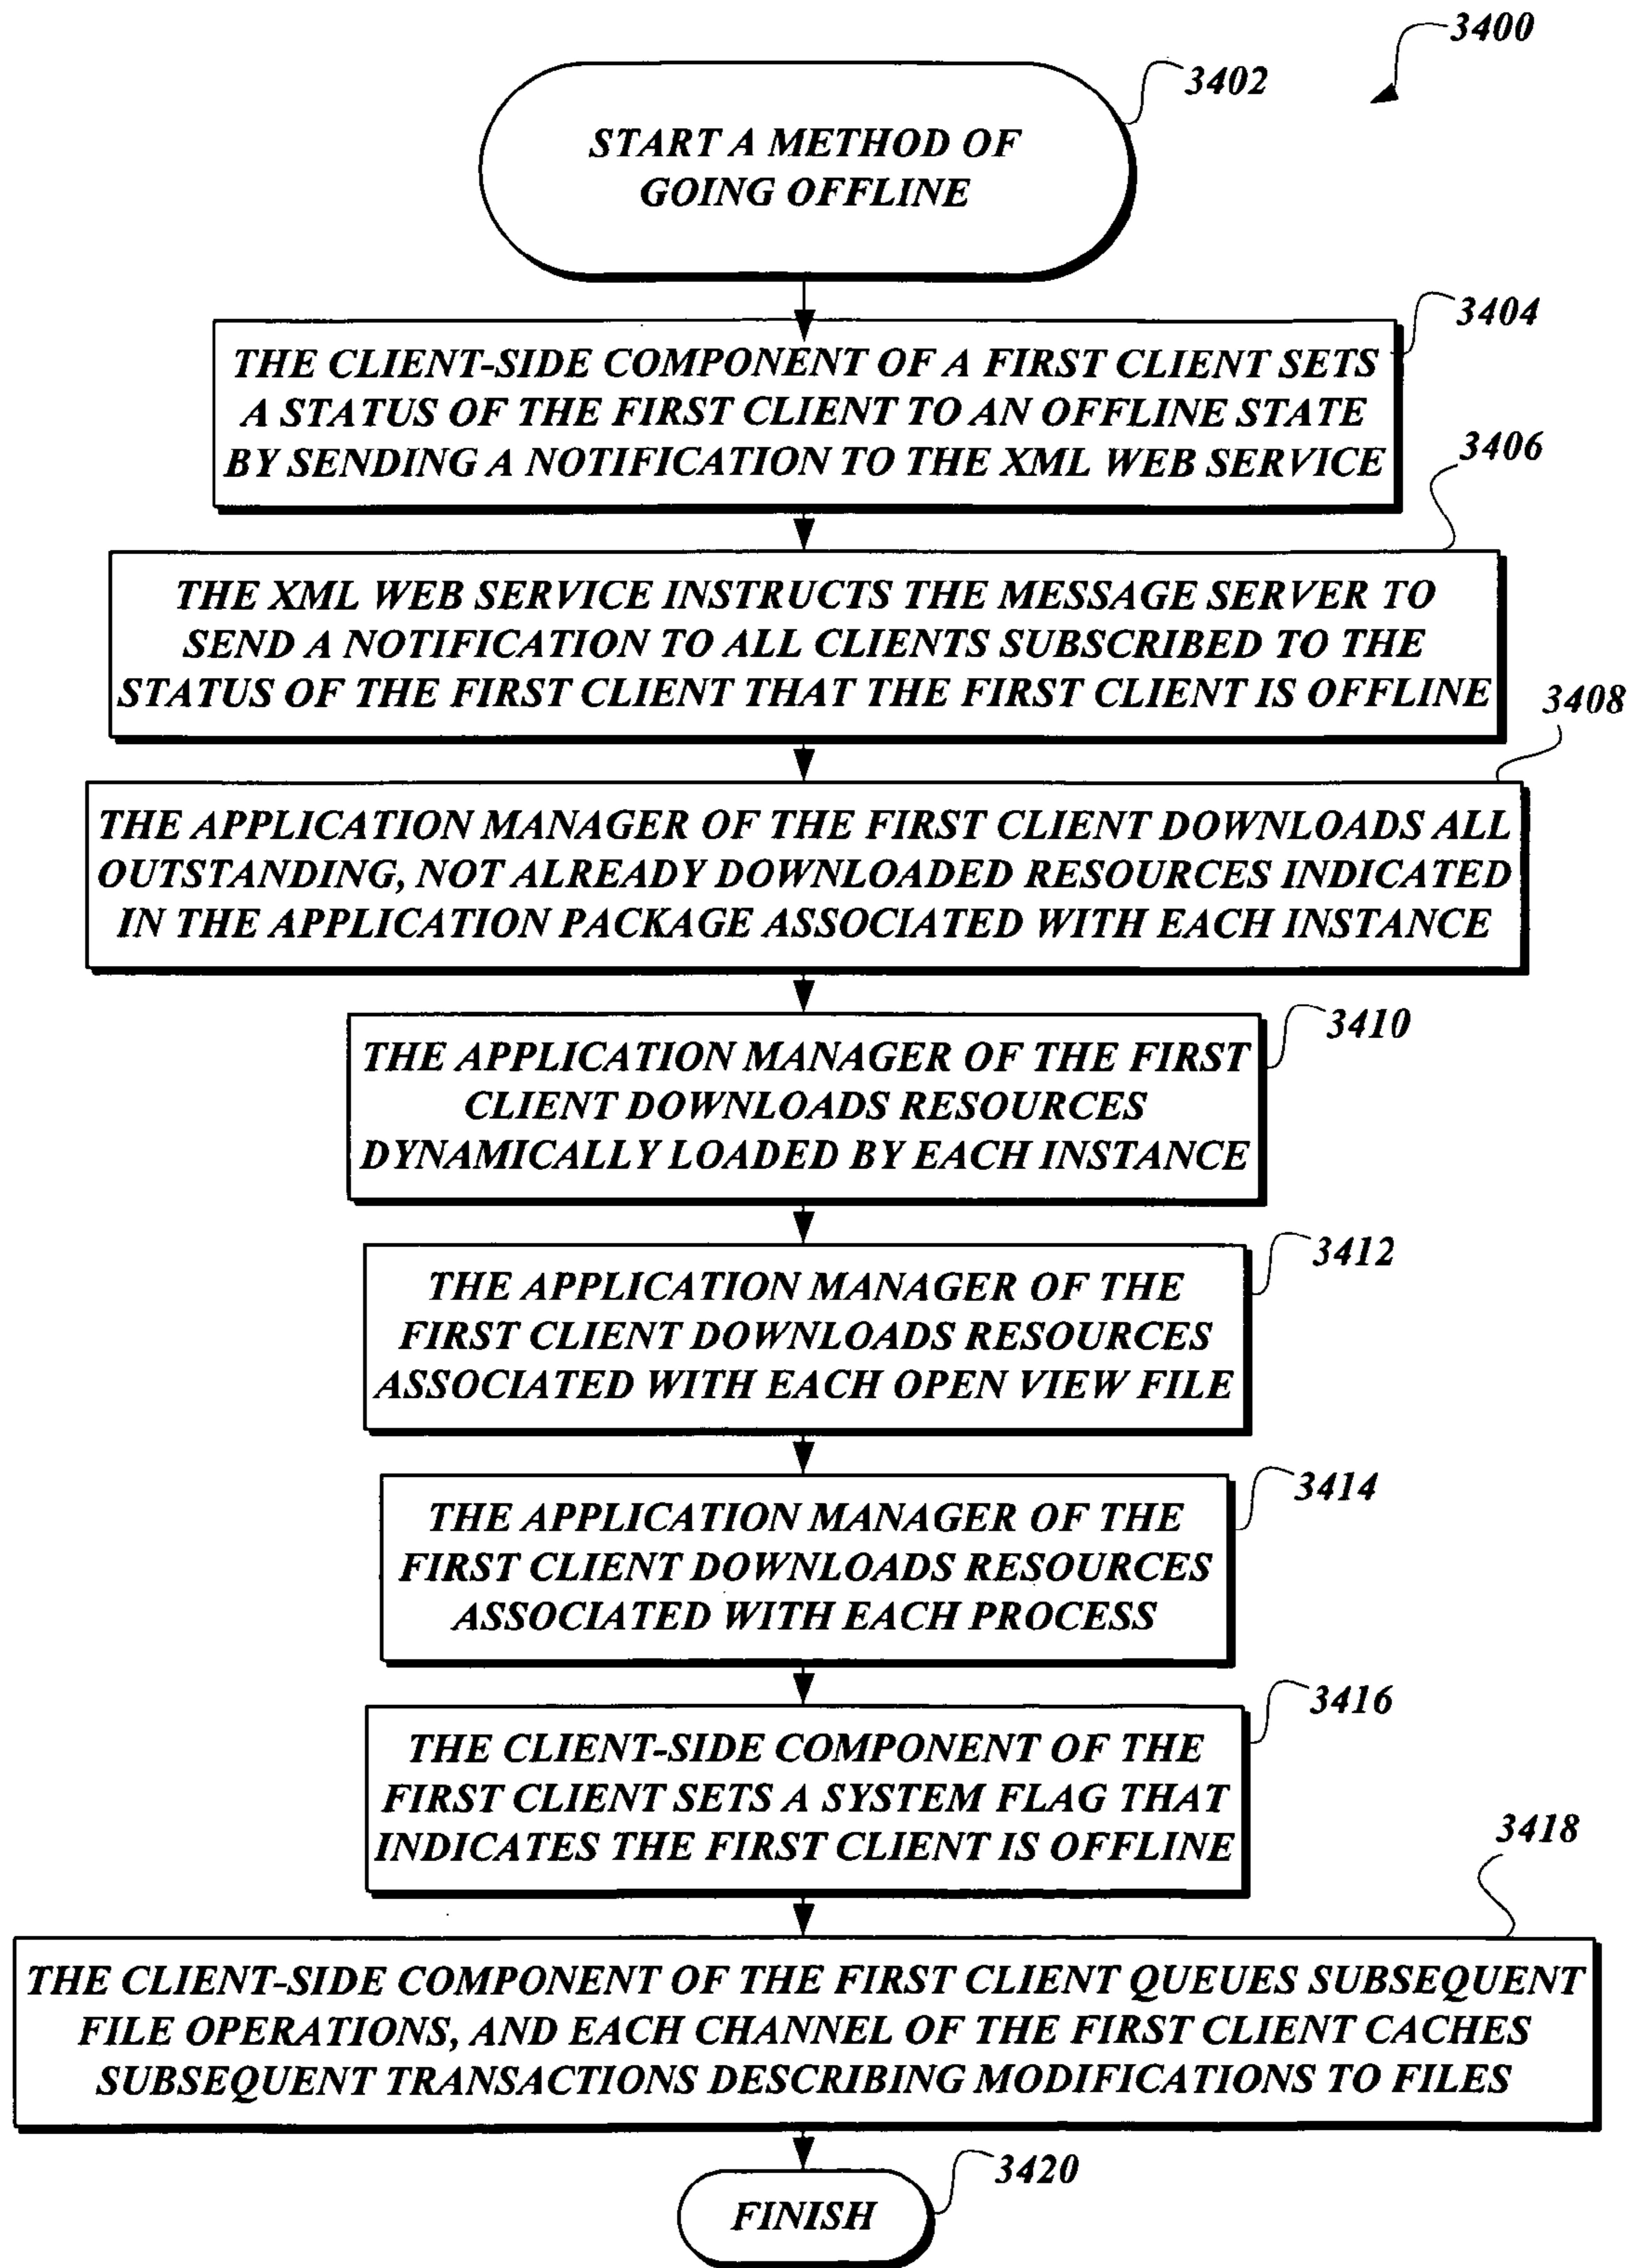 3400
3402
START A METHOD OF
GOING OFFLINE
3404
THE CLIENT-SIDE COMPONENT OF A FIRST CLIENT SETS
A STATUS OF THE FIRST CLIENT TO AN OFFLINE STATE
BY SENDING A NOTIFICATION TO THE XML WEB SERVICE
3406
THE XML WEB SERVICE INSTRUCTS THE MESSAGE SERVER TO
SEND A NOTIFICATION TO ALL CLIENTS SUBSCRIBED TO THE
STATUS OF THE FIRST CLIENT THAT THE FIRST CLIENT IS OFFLINE
3408
THE APPLICATION MANAGER OF THE FIRST CLIENT DOWNLOADS ALL
OUTSTANDING, NOT ALREADY DOWNLOADED RESOURCES INDICATED
IN THE APPLICATION PACKAGE ASSOCIATED WITH EACH INSTANCE
3410
THE APPLICATION MANAGER OF THE FIRST
CLIENT DOWNLOADS RESOURCES
DYNAMICALLY LOADED BY EACH INSTANCE
3412
THE APPLICATION MANAGER OF THE
FIRST CLIENT DOWNLOADS RESOURCES
ASSOCIATED WITH EACH OPEN VIEW FILE
3414
THE APPLICATION MANAGER OF THE
FIRST CLIENT DOWNLOADS RESOURCES
ASSOCIATED WITH EACH PROCESS
3416
THE CLIENT-SIDE COMPONENT OF THE
FIRST CLIENT SETS A SYSTEM FLAG THAT
INDICATES THE FIRST CLIENT IS OFFLINE
3418
THE CLIENT-SIDE COMPONENT OF THE FIRST CLIENT QUEUES SUBSEQUENT
FILE OPERATIONS, AND EACH CHANNEL OF THE FIRST CLIENT CACHES
SUBSEQUENT TRANSACTIONS DESCRIBING MODIFICATIONS TO FILES
3420
FINISH